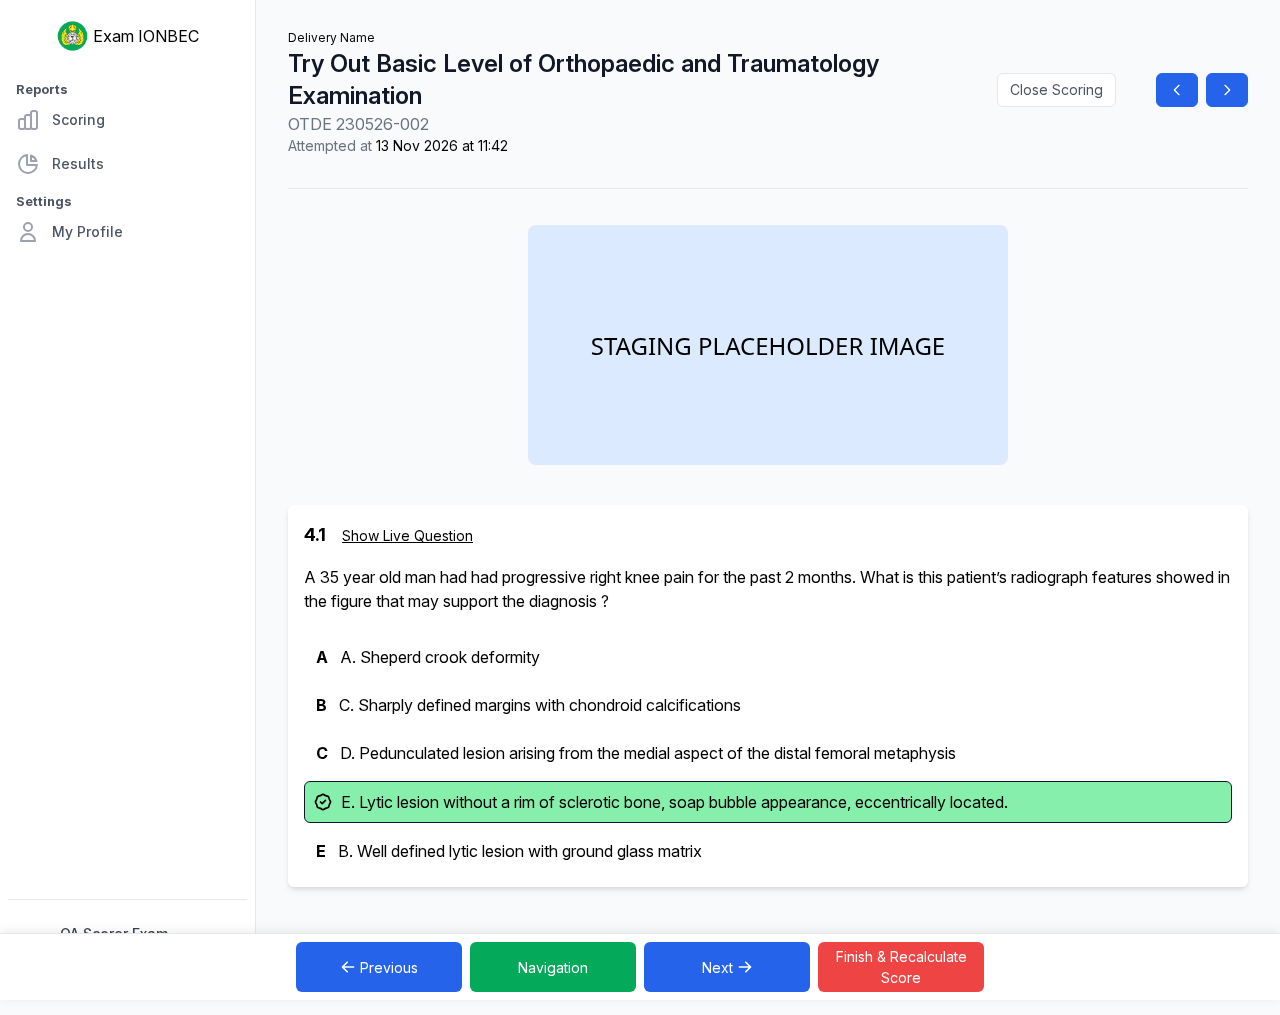 Exam IONBEC
Reports
Scoring
Results
Settings
My Profile
Delivery Name
Try Out Basic Level of Orthopaedic and Traumatology
Examination
OTDE 230526-002
Attempted at 13 Nov 2026 at 11:42
Close Scoring
STAGING PLACEHOLDER IMAGE
4.1 Show Live Question
A 35 year old man had had progressive right knee pain for the past 2 months. What is this patient’s radiograph features showed in
the figure that may support the diagnosis ?
A A. Sheperd crook deformity
B C. Sharply defined margins with chondroid calcifications
C D. Pedunculated lesion arising from the medial aspect of the distal femoral metaphysis
E. Lytic lesion without a rim of sclerotic bone, soap bubble appearance, eccentrically located.
E B. Well defined lytic lesion with ground glass matrix
QA Scorer Exam
← Previous
Navigation
Next →
Finish & Recalculate
Score